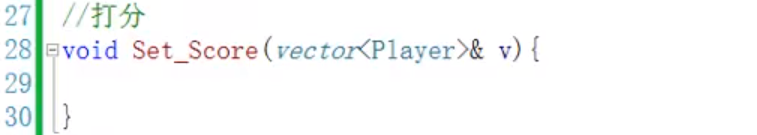 27 //打分
28 void Set_Score(vector<Player>& v){
29
30 }